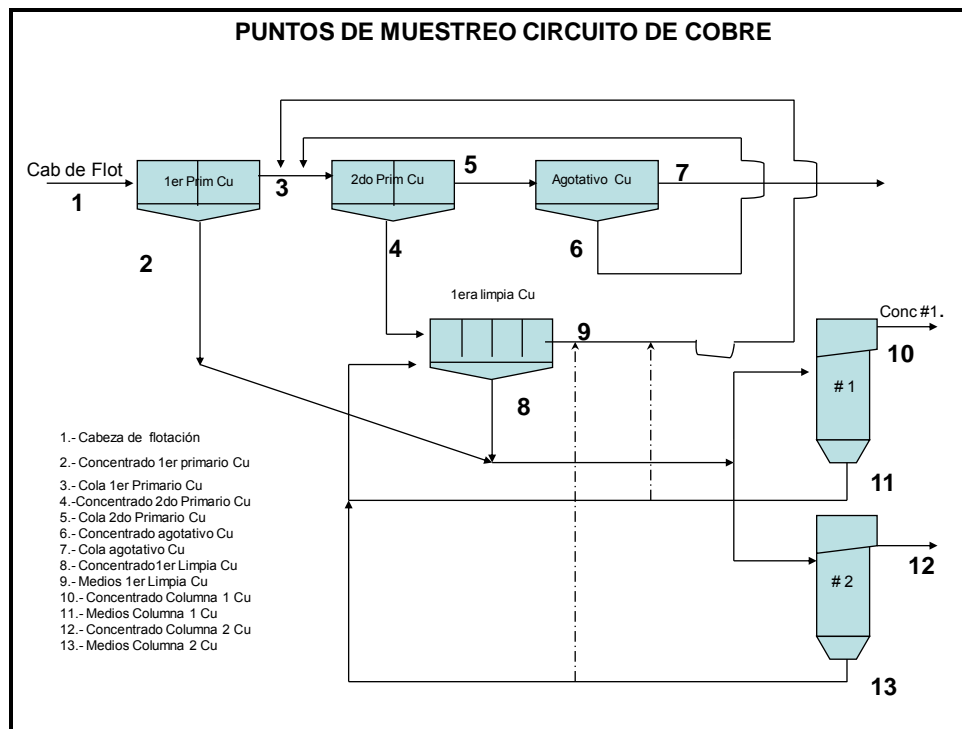 PUNTOS DE MUESTREO CIRCUITO DE COBRE
Cab de Flot
1
1er Prim Cu
3
2do Prim Cu
5
Agotativo Cu
7
2
4
6
1era limpia Cu
9
8
Conc #1.
10
# 1
11
12
# 2
13
1.- Cabeza de flotación
2.- Concentrado 1er primario Cu
3.- Cola 1er Primario Cu
4.-Concentrado 2do Primario Cu
5.- Cola 2do Primario Cu
6.- Concentrado agotativo Cu
7.- Cola agotativo Cu
8.- Concentrado1er Limpia Cu
9.- Medios 1er Limpia Cu
10.- Concentrado Columna 1 Cu
11.- Medios Columna 1 Cu
12.- Concentrado Columna 2 Cu
13.- Medios Columna 2 Cu